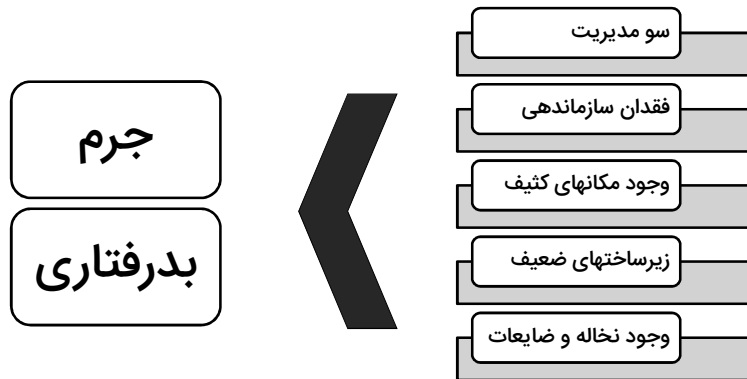 سو مدیریت
فقدان سازماندهی
وجود مکانهای کثیف
زیرساختهای ضعیف
وجود نخاله و ضایعات
جرم
بدرفتاری